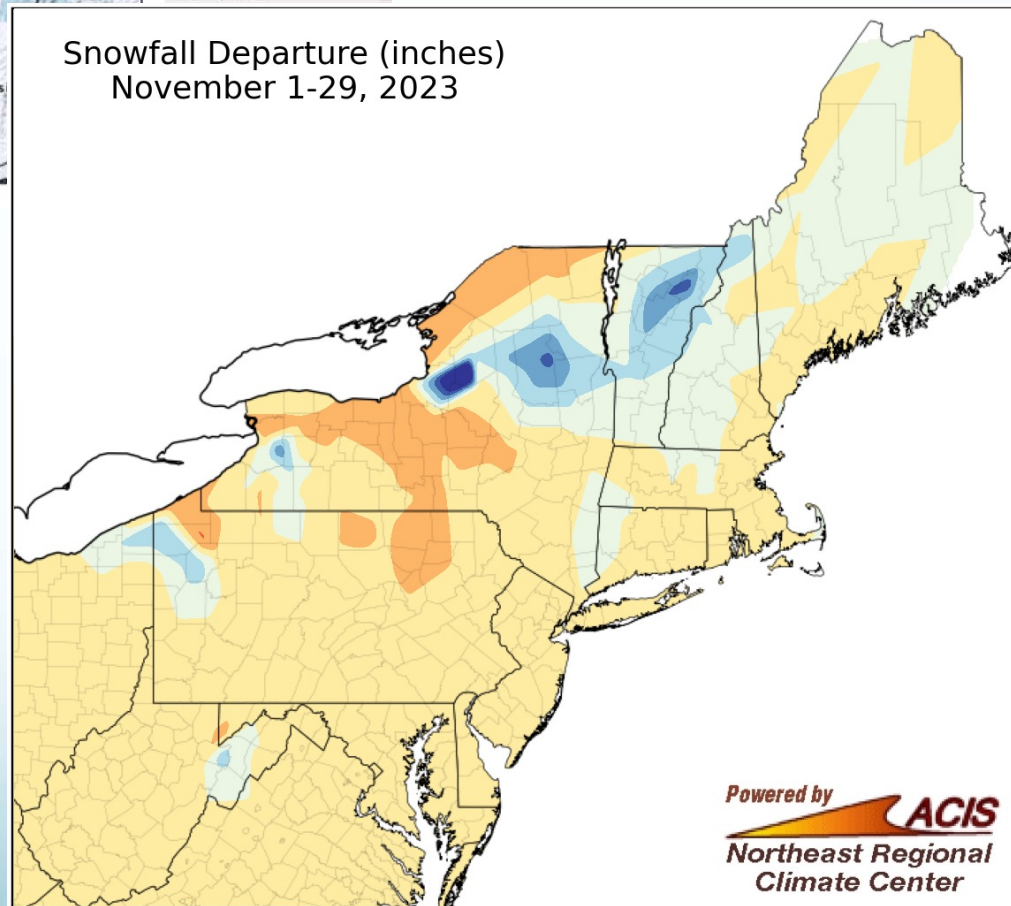 Snowfall Departure (inches)
November 1-29, 2023
Powered by
ACIS
Northeast Regional
Climate Center